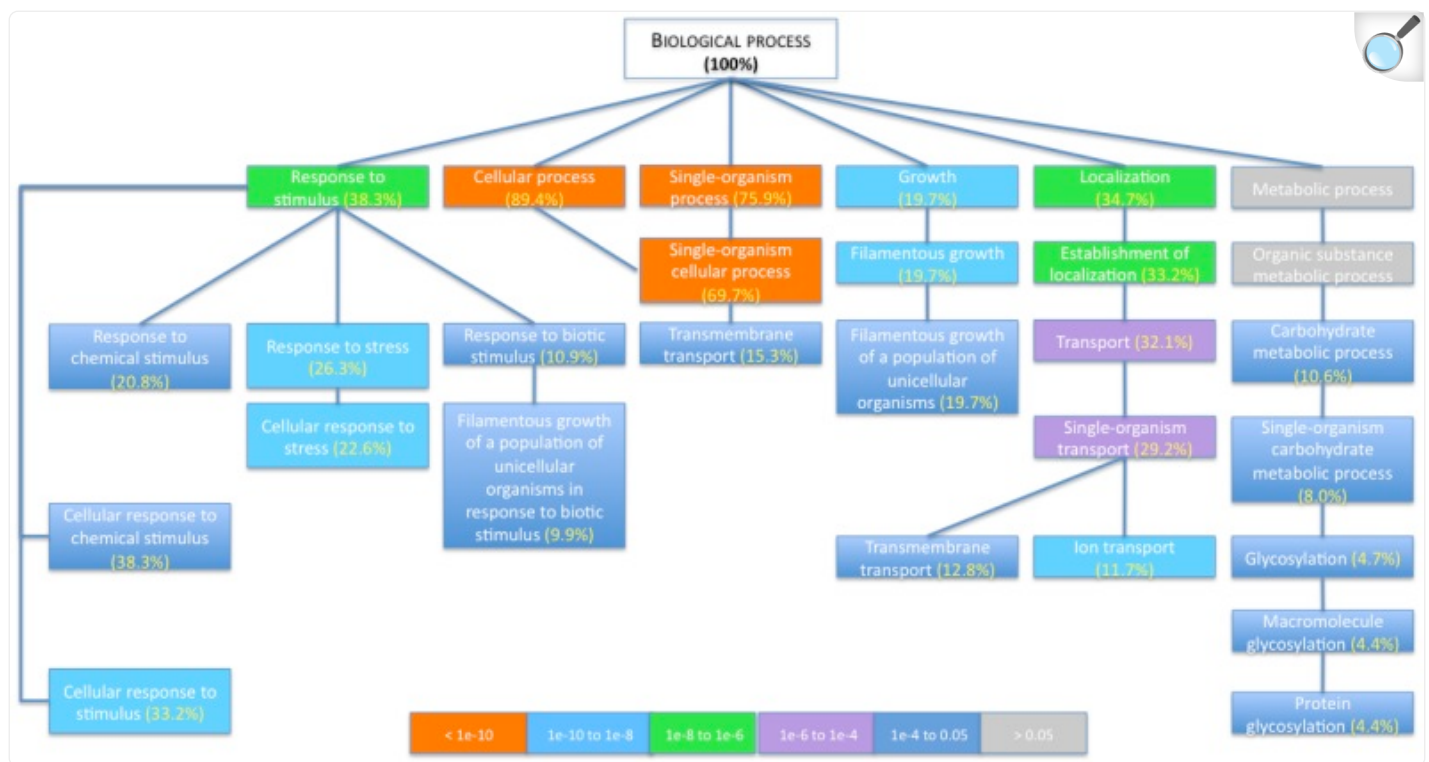 BIOLOGICAL PROCESS
(100%)
Response to
stimulus (38.3%)
Cellular process
(89.4%)
Single-organism
process (75.9%)
Growth
(19.7%)
Localization
(34.7%)
Metabolic process
Single-organism
cellular process
(69.7%)
Filamentous growth
(19.7%)
Establishment of
localization (33.2%)
Organic substance
metabolic process
Response to
chemical stimulus
(20.8%)
Response to stress
(26.3%)
Response to biotic
stimulus (10.9%)
Transmembrane
transport (15.3%)
Filamentous growth
of a population of
unicellular
organisms (19.7%)
Transport (32.1%)
Carbohydrate
metabolic process
(10.6%)
Cellular response to
stress (22.6%)
Filamentous growth
of a population of
unicellular
organisms in
response to biotic
stimulus (9.9%)
Single-organism
transport (29.2%)
Single-organism
carbohydrate
metabolic process
(8.0%)
Cellular response to
chemical stimulus
(38.3%)
Transmembrane
transport (12.8%)
Ion transport
(11.7%)
Glycosylation (4.7%)
Macromolecule
glycosylation (4.4%)
Cellular response to
stimulus (33.2%)
Protein
glycosylation (4.4%)
< 1e-10
1e-10 to 1e-8
1e-8 to 1e-6
1e-6 to 1e-4
1e-4 to 0.05
> 0.05